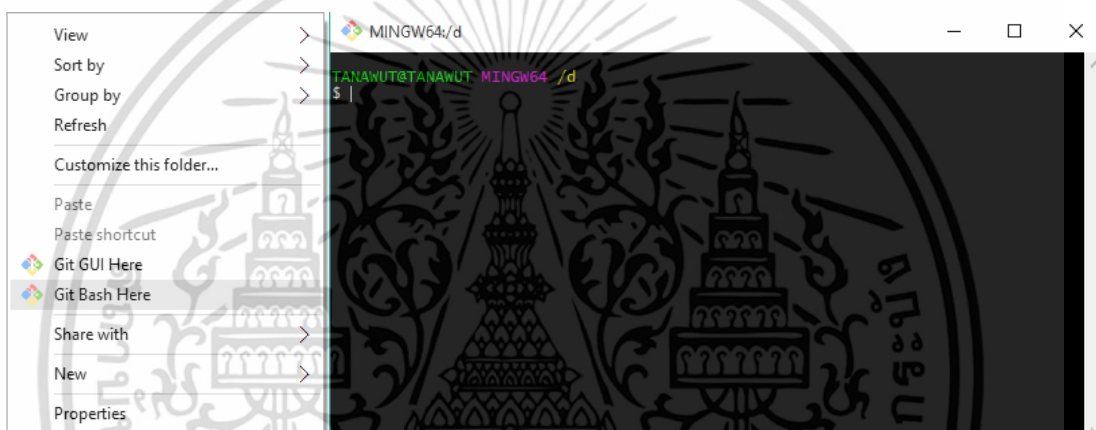 View
Sort by
Group by
Refresh
Customize this folder...
Paste
Paste shortcut
Git GUI Here
Git Bash Here
Share with
New
Properties
MINGW64:/d
TANAWUT@TANAWUT MINGW64 /d
$